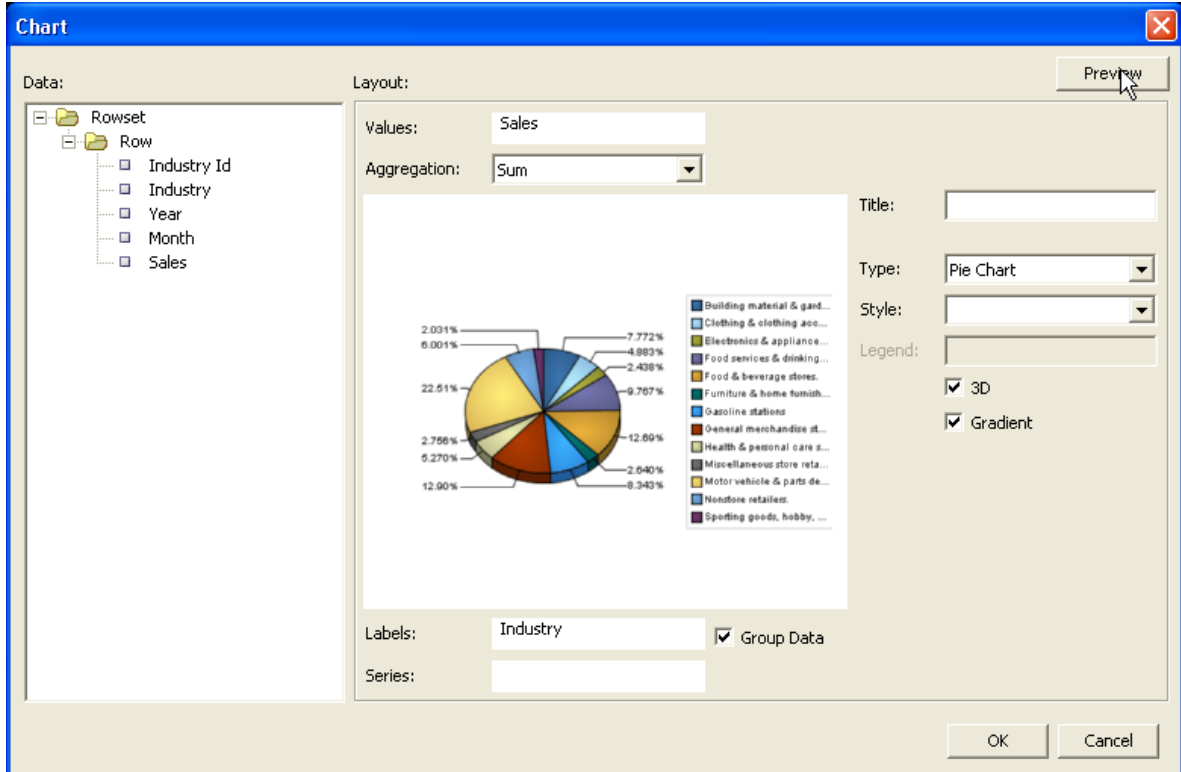 Chart
Preview
Data:
Layout:
Rowset
Row
Industry Id
Industry
Year
Month
Sales
Values: Sales
Aggregation: Sum
Title:
Type: Pie Chart
Style:
Legend:
3D
Gradient
2.031%
6.001%
22.51%
2.756%
5.270%
12.90%
7.772%
4.883%
2.438%
9.767%
12.69%
2.640%
8.343%
Building material & gard...
Clothing & clothing acc...
Electronics & appliance...
Food services & drinking...
Food & beverage stores.
Furniture & home furnish...
Gasoline stations
General merchandise st...
Health & personal care s...
Miscellaneous store reta...
Motor vehicle & parts de...
Nonstore retailers.
Sporting goods, hobby, ...
Labels: Industry
Group Data
Series:
OK
Cancel